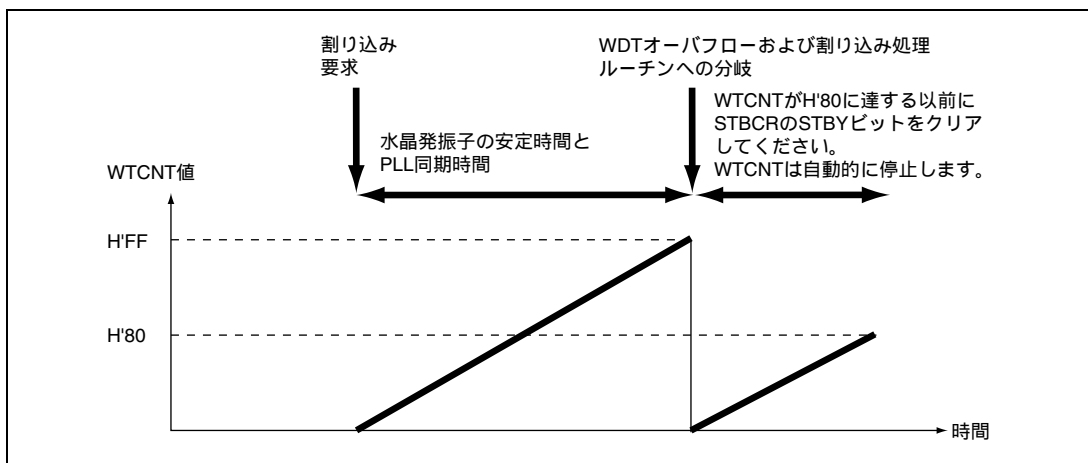 割り込み
要求
WDTオーバフローおよび割り込み処理
ルーチンへの分岐
WTCNTがH'80に達する以前に
STBCRのSTBYビットをクリア
してください。
WTCNTは自動的に停止します。
水晶発振子の安定時間と
PLL同期時間
WTCNT値
H'FF
H'80
時間